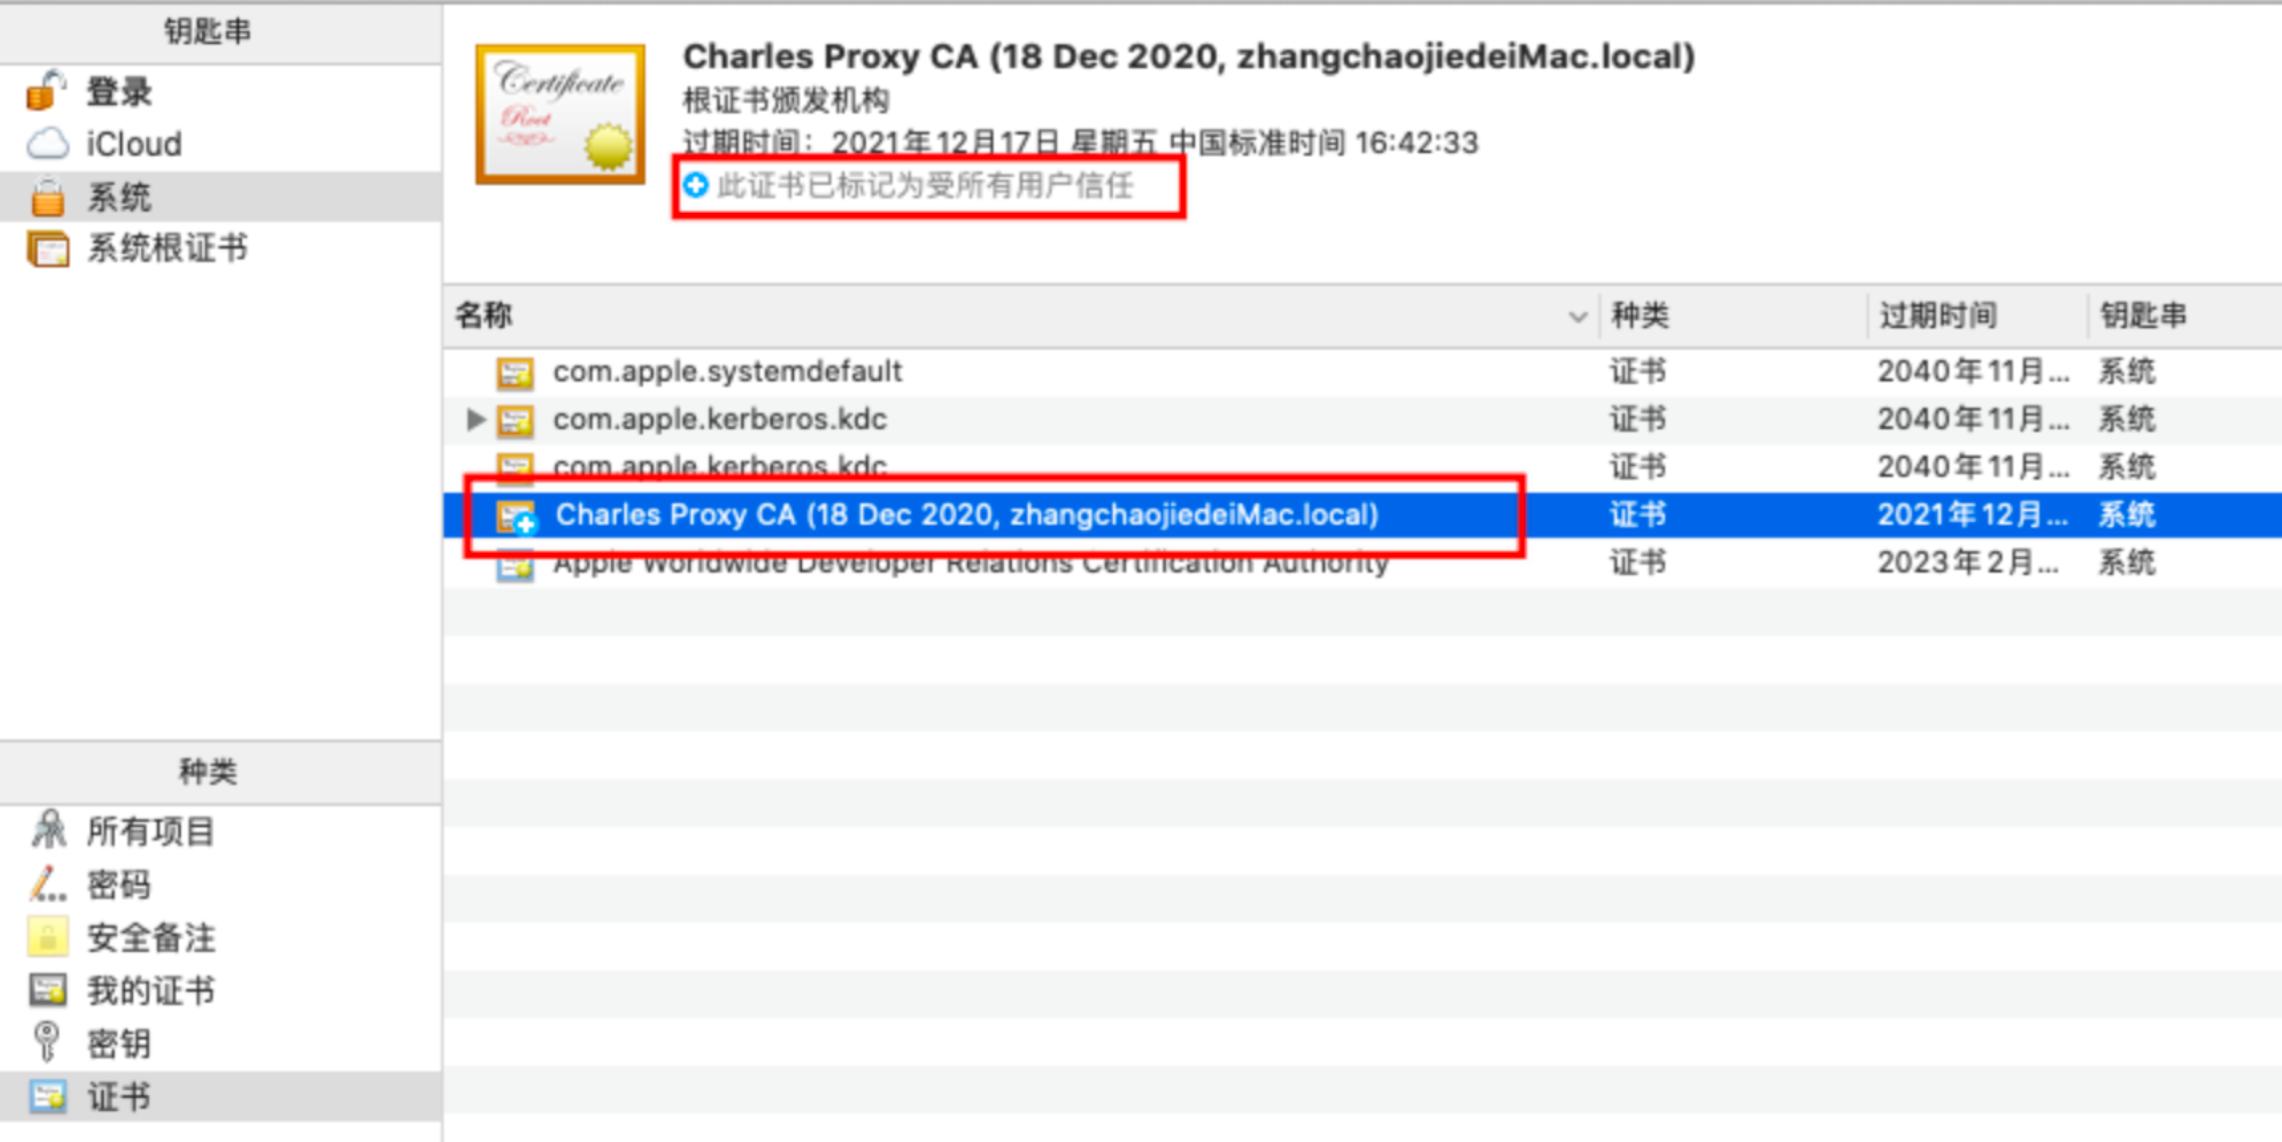 钥匙串
登录
iCloud
系统
系统根证书
Certificate
Root
Charles Proxy CA (18 Dec 2020, zhangchaojiedeiMac.local)
根证书颁发机构
过期时间：2021年12月17日 星期五 中国标准时间 16:42:33
此证书已标记为受所有用户信任
名称 种类 过期时间 钥匙串
com.apple.systemdefault 证书 2040年11月... 系统
com.apple.kerberos.kdc 证书 2040年11月... 系统
com.apple.kerberos.kdc 证书 2040年11月... 系统
Charles Proxy CA (18 Dec 2020, zhangchaojiedeiMac.local) 证书 2021年12月... 系统
Apple Worldwide Developer Relations Certification Authority 证书 2023年2月... 系统
种类
所有项目
密码
安全备注
我的证书
密钥
证书